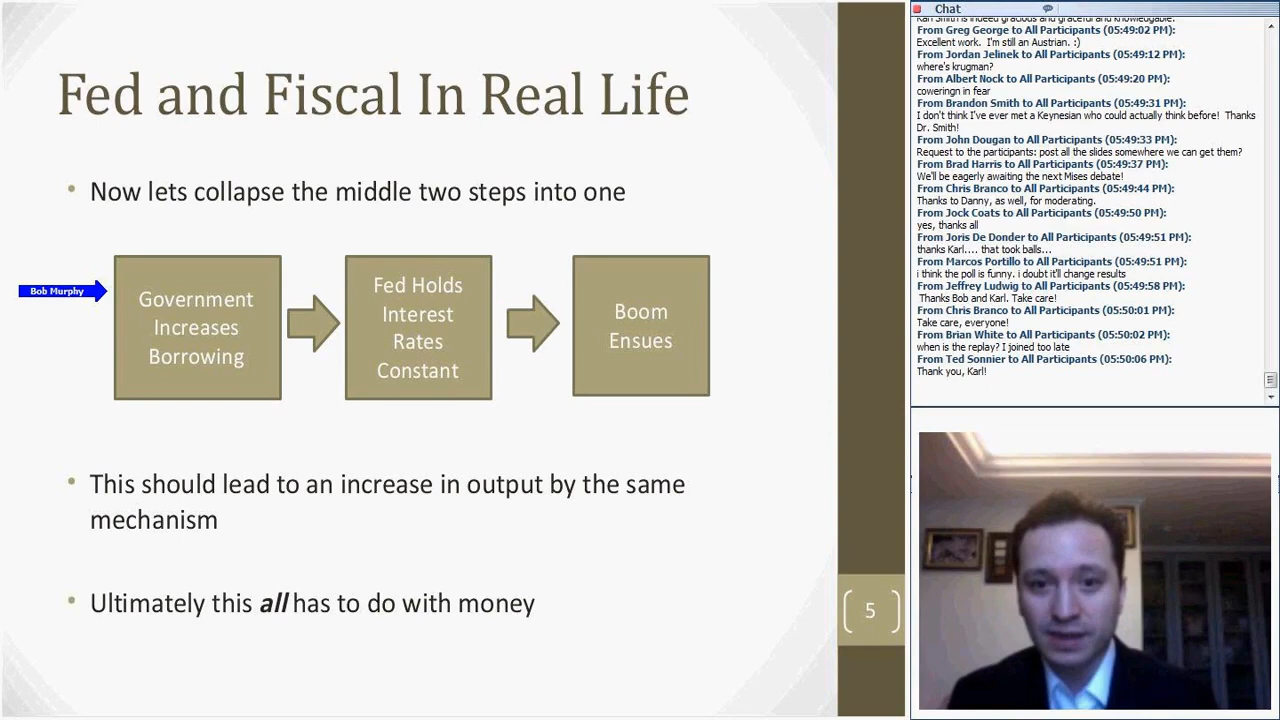 Fed and Fiscal In Real Life
• Now lets collapse the middle two steps into one
Bob Murphy
Government
Increases
Borrowing
Fed Holds
Interest
Rates
Constant
Boom
Ensues
• This should lead to an increase in output by the same
mechanism
• Ultimately this all has to do with money
5
Chat
Karl Smith is indeed gracious and graceful and knowledgable.
From Greg George to All Participants (05:49:02 PM):
Excellent work. I'm still an Austrian. :)
From Jordan Jelinek to All Participants (05:49:12 PM):
where's krugman?
From Albert Nock to All Participants (05:49:20 PM):
coweringn in fear
From Brandon Smith to All Participants (05:49:31 PM):
I don't think I've ever met a Keynesian who could actually think before! Thanks
Dr. Smith!
From John Dougan to All Participants (05:49:33 PM):
Request to the participants: post all the slides somewhere we can get them?
From Brad Harris to All Participants (05:49:37 PM):
We'll be eagerly awaiting the next Mises debate!
From Chris Branco to All Participants (05:49:44 PM):
Thanks to Danny, as well, for moderating.
From Jock Coats to All Participants (05:49:50 PM):
yes, thanks all
From Joris De Donder to All Participants (05:49:51 PM):
thanks Karl.... that took balls...
From Marcos Portillo to All Participants (05:49:51 PM):
i think the poll is funny. i doubt it'll change results
From Jeffrey Ludwig to All Participants (05:49:58 PM):
Thanks Bob and Karl. Take care!
From Chris Branco to All Participants (05:50:01 PM):
Take care, everyone!
From Brian White to All Participants (05:50:02 PM):
when is the replay? I joined too late
From Ted Sonnier to All Participants (05:50:06 PM):
Thank you, Karl!